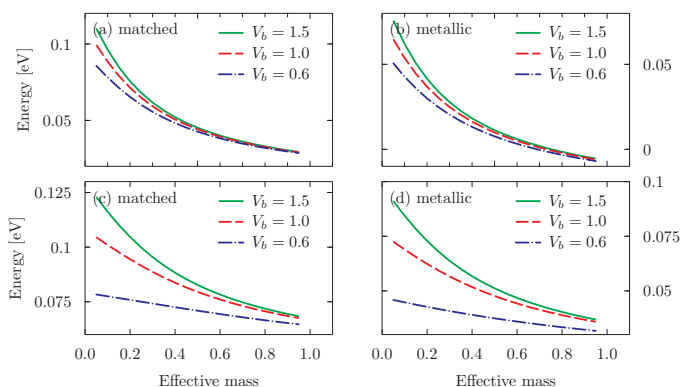 (a) matched
V_b = 1.5
V_b = 1.0
V_b = 0.6
0.1
0.05
Energy [eV]
(b) metallic
V_b = 1.5
V_b = 1.0
V_b = 0.6
0.05
0
(c) matched
V_b = 1.5
V_b = 1.0
V_b = 0.6
0.125
0.1
0.075
Energy [eV]
0.0 0.2 0.4 0.6 0.8 1.0
Effective mass
(d) metallic
V_b = 1.5
V_b = 1.0
V_b = 0.6
0.1
0.075
0.05
0.0 0.2 0.4 0.6 0.8 1.0
Effective mass